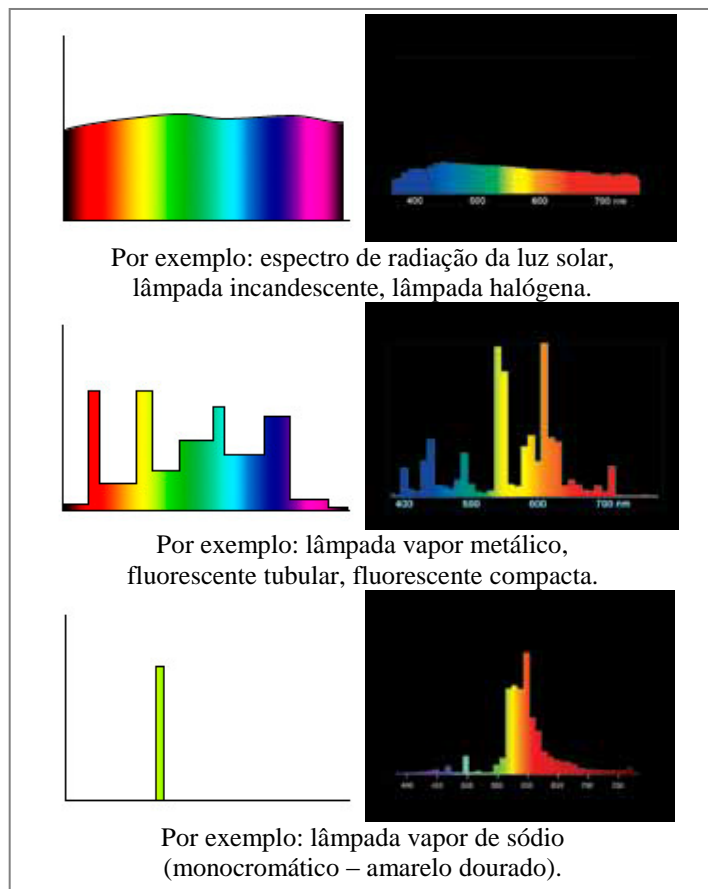 400 500 600 700 nm
Por exemplo: espectro de radiação da luz solar,
lâmpada incandescente, lâmpada halógena.
400 500 600 700 nm
Por exemplo: lâmpada vapor metálico,
fluorescente tubular, fluorescente compacta.
Por exemplo: lâmpada vapor de sódio
(monocromático – amarelo dourado).